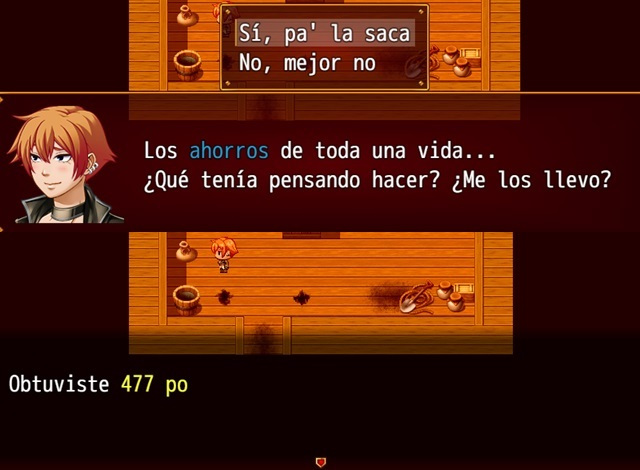 Sí, pa' la saca
No, mejor no
Los ahorros de toda una vida...
¿Qué tenía pensando hacer? ¿Me los llevo?
Obtuviste 477 po